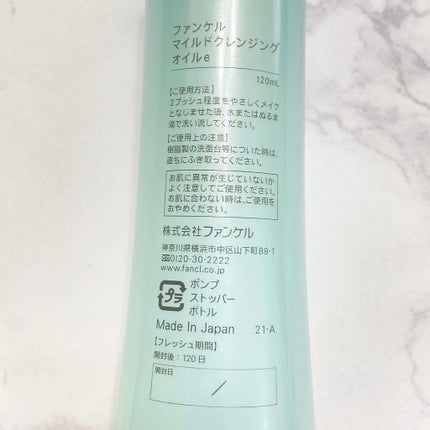 ファンケル
マイルドクレンジング
オイルe
120mL
【ご使用方法】
2プッシュ程度をやさしくメイク
となじませた後、水またはぬるま
湯で洗い流してください。
【ご使用上の注意】
樹脂製の洗面台等についた時は、
直ちにふき取ってください。
お肌に異常が生じていないか
よく注意してご使用ください。
お肌に合わない時は、ご使用を
おやめください。
株式会社ファンケル
神奈川県横浜市中区山下町89-1
0120-30-2222
www.fancl.co.jp
プラ
ポンプ
ストッパー
ボトル
Made In Japan 21-A
【フレッシュ期間】
開封後：120日
開封日 /